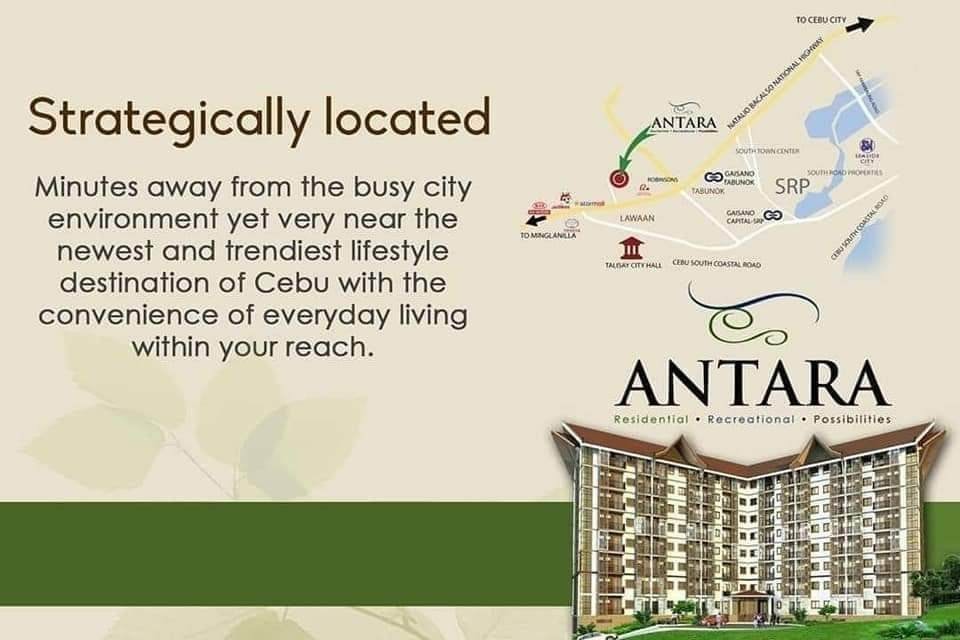 Strategically located
Minutes away from the busy city
environment yet very near the
newest and trendiest lifestyle
destination of Cebu with the
convenience of everyday living
within your reach.
TO CEBU CITY
NATALIO BACALSO NATIONAL HIGHWAY
ANTARA
SOUTH TOWN CENTER
SM
SEASIDE
CITY
ROBINSONS
GAISANO
TABUNOK
TABUNOK
SRP
SOUTH ROAD PROPERTIES
KIA
starmall
LAWAAN
GAISANO
CAPITAL-SRP
TO MINGLANILLA
TALISAY CITY HALL
CEBU SOUTH COASTAL ROAD
CEBU SOUTH COASTAL ROAD
ANTARA
Residential • Recreational • Possibilities